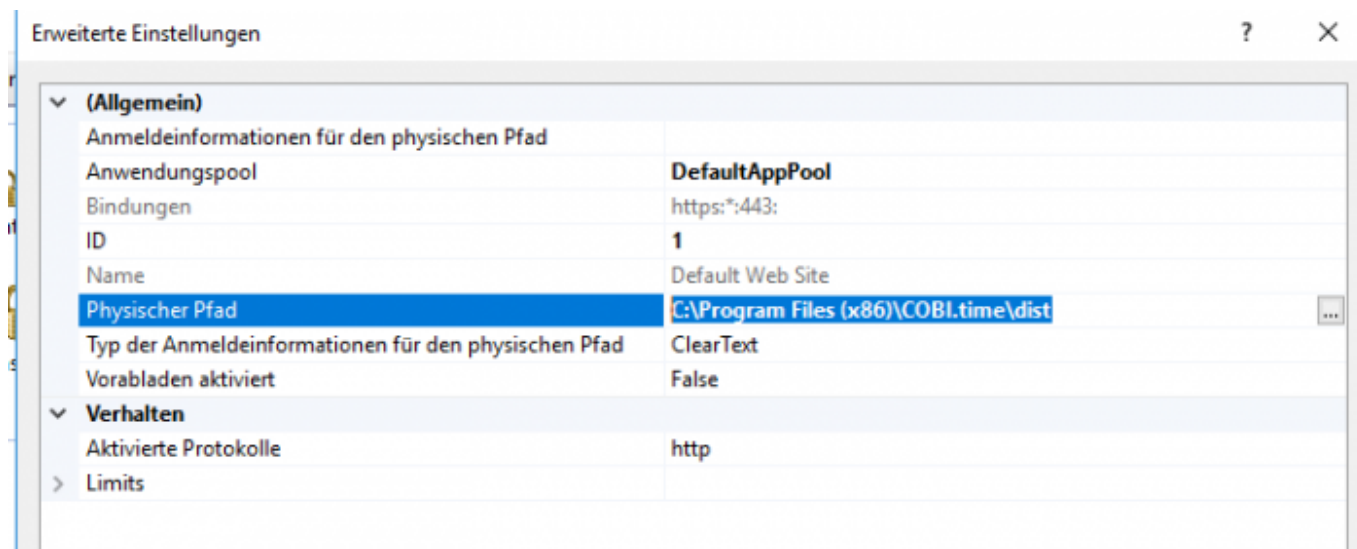 Erweiterte Einstellungen ? ×
(Allgemein)
Anmeldeinformationen für den physischen Pfad
Anwendungspool DefaultAppPool
Bindungen https:*:443:
ID 1
Name Default Web Site
Physischer Pfad C:\Program Files (x86)\COBI.time\dist ...
Typ der Anmeldeinformationen für den physischen Pfad ClearText
Vorabladen aktiviert False
Verhalten
Aktivierte Protokolle http
Limits